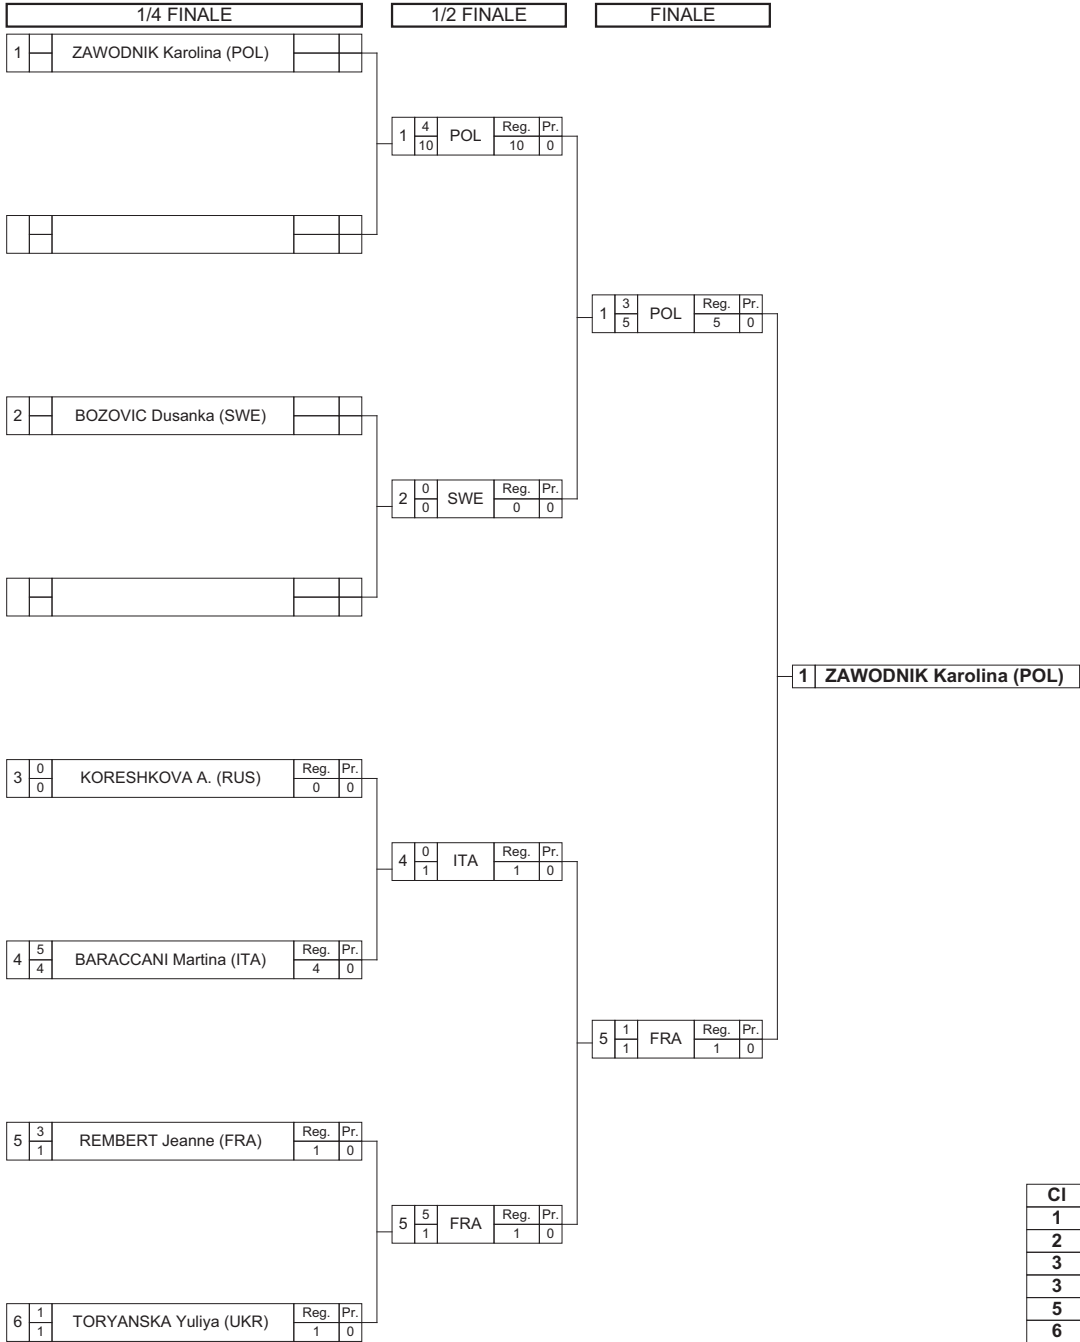 1/4 FINALE 1/2 FINALE FINALE
1 ZAWODNIK Karolina (POL)
1 4 10 POL Reg. Pr. 10 0
1 3 5 POL Reg. Pr. 5 0
2 BOZOVIC Dusanka (SWE)
2 0 0 SWE Reg. Pr. 0 0
1 ZAWODNIK Karolina (POL)
3 0 0 KORESHKOVA A. (RUS) Reg. Pr. 0 0
4 0 1 ITA Reg. Pr. 1 0
4 5 4 BARACCANI Martina (ITA) Reg. Pr. 4 0
5 1 1 FRA Reg. Pr. 1 0
5 3 1 REMBERT Jeanne (FRA) Reg. Pr. 1 0
5 5 1 FRA Reg. Pr. 1 0
6 1 1 TORYANSKA Yuliya (UKR) Reg. Pr. 1 0
Cl
1
2
3
3
5
6